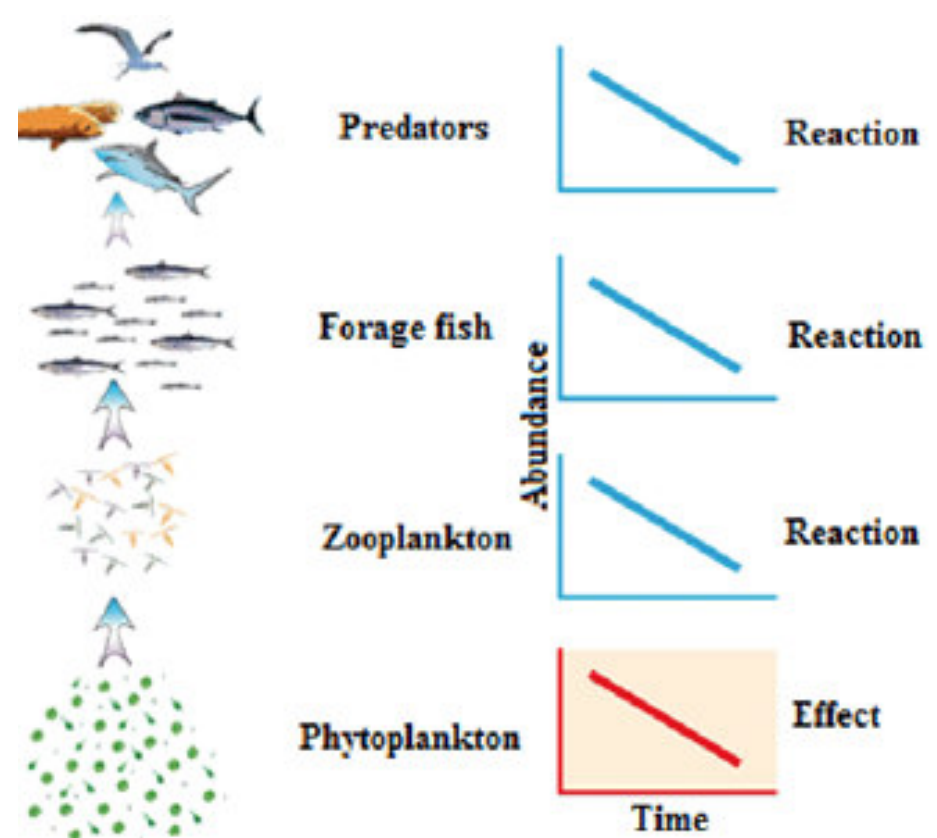 Predators
Reaction
Forage fish
Reaction
Abundance
Zooplankton
Reaction
Phytoplankton
Effect
Time